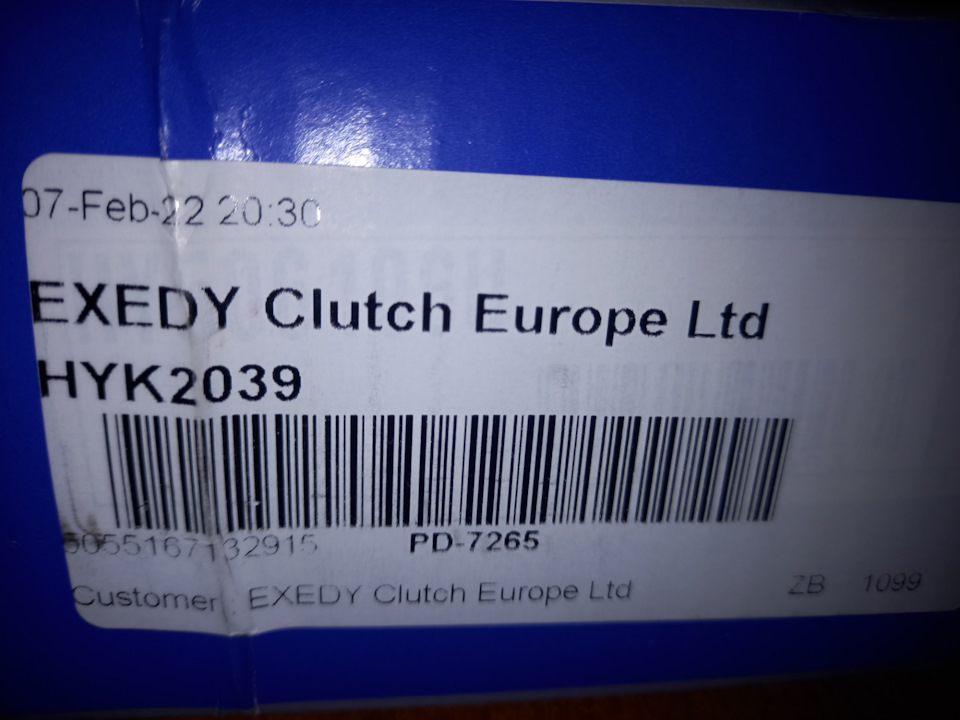 07-Feb-22 20:30
EXEDY Clutch Europe Ltd
HYK2039
5055167132915 PD-7265
Customer : EXEDY Clutch Europe Ltd ZB 1099